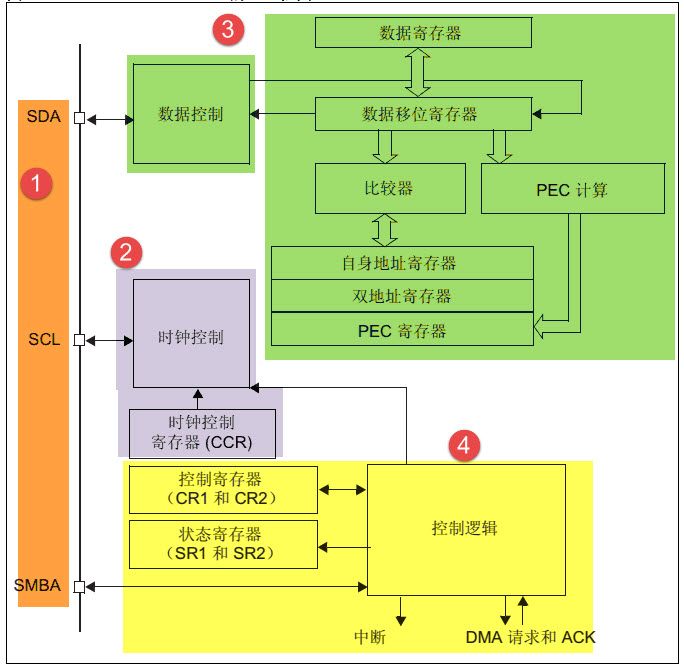 3
数据寄存器
SDA
数据控制
数据移位寄存器
1
比较器
PEC 计算
2
自身地址寄存器
双地址寄存器
PEC 寄存器
SCL
时钟控制
时钟控制
寄存器 (CCR)
4
控制寄存器
（CR1 和 CR2）
控制逻辑
状态寄存器
（SR1 和 SR2）
SMBA
中断
DMA 请求和 ACK